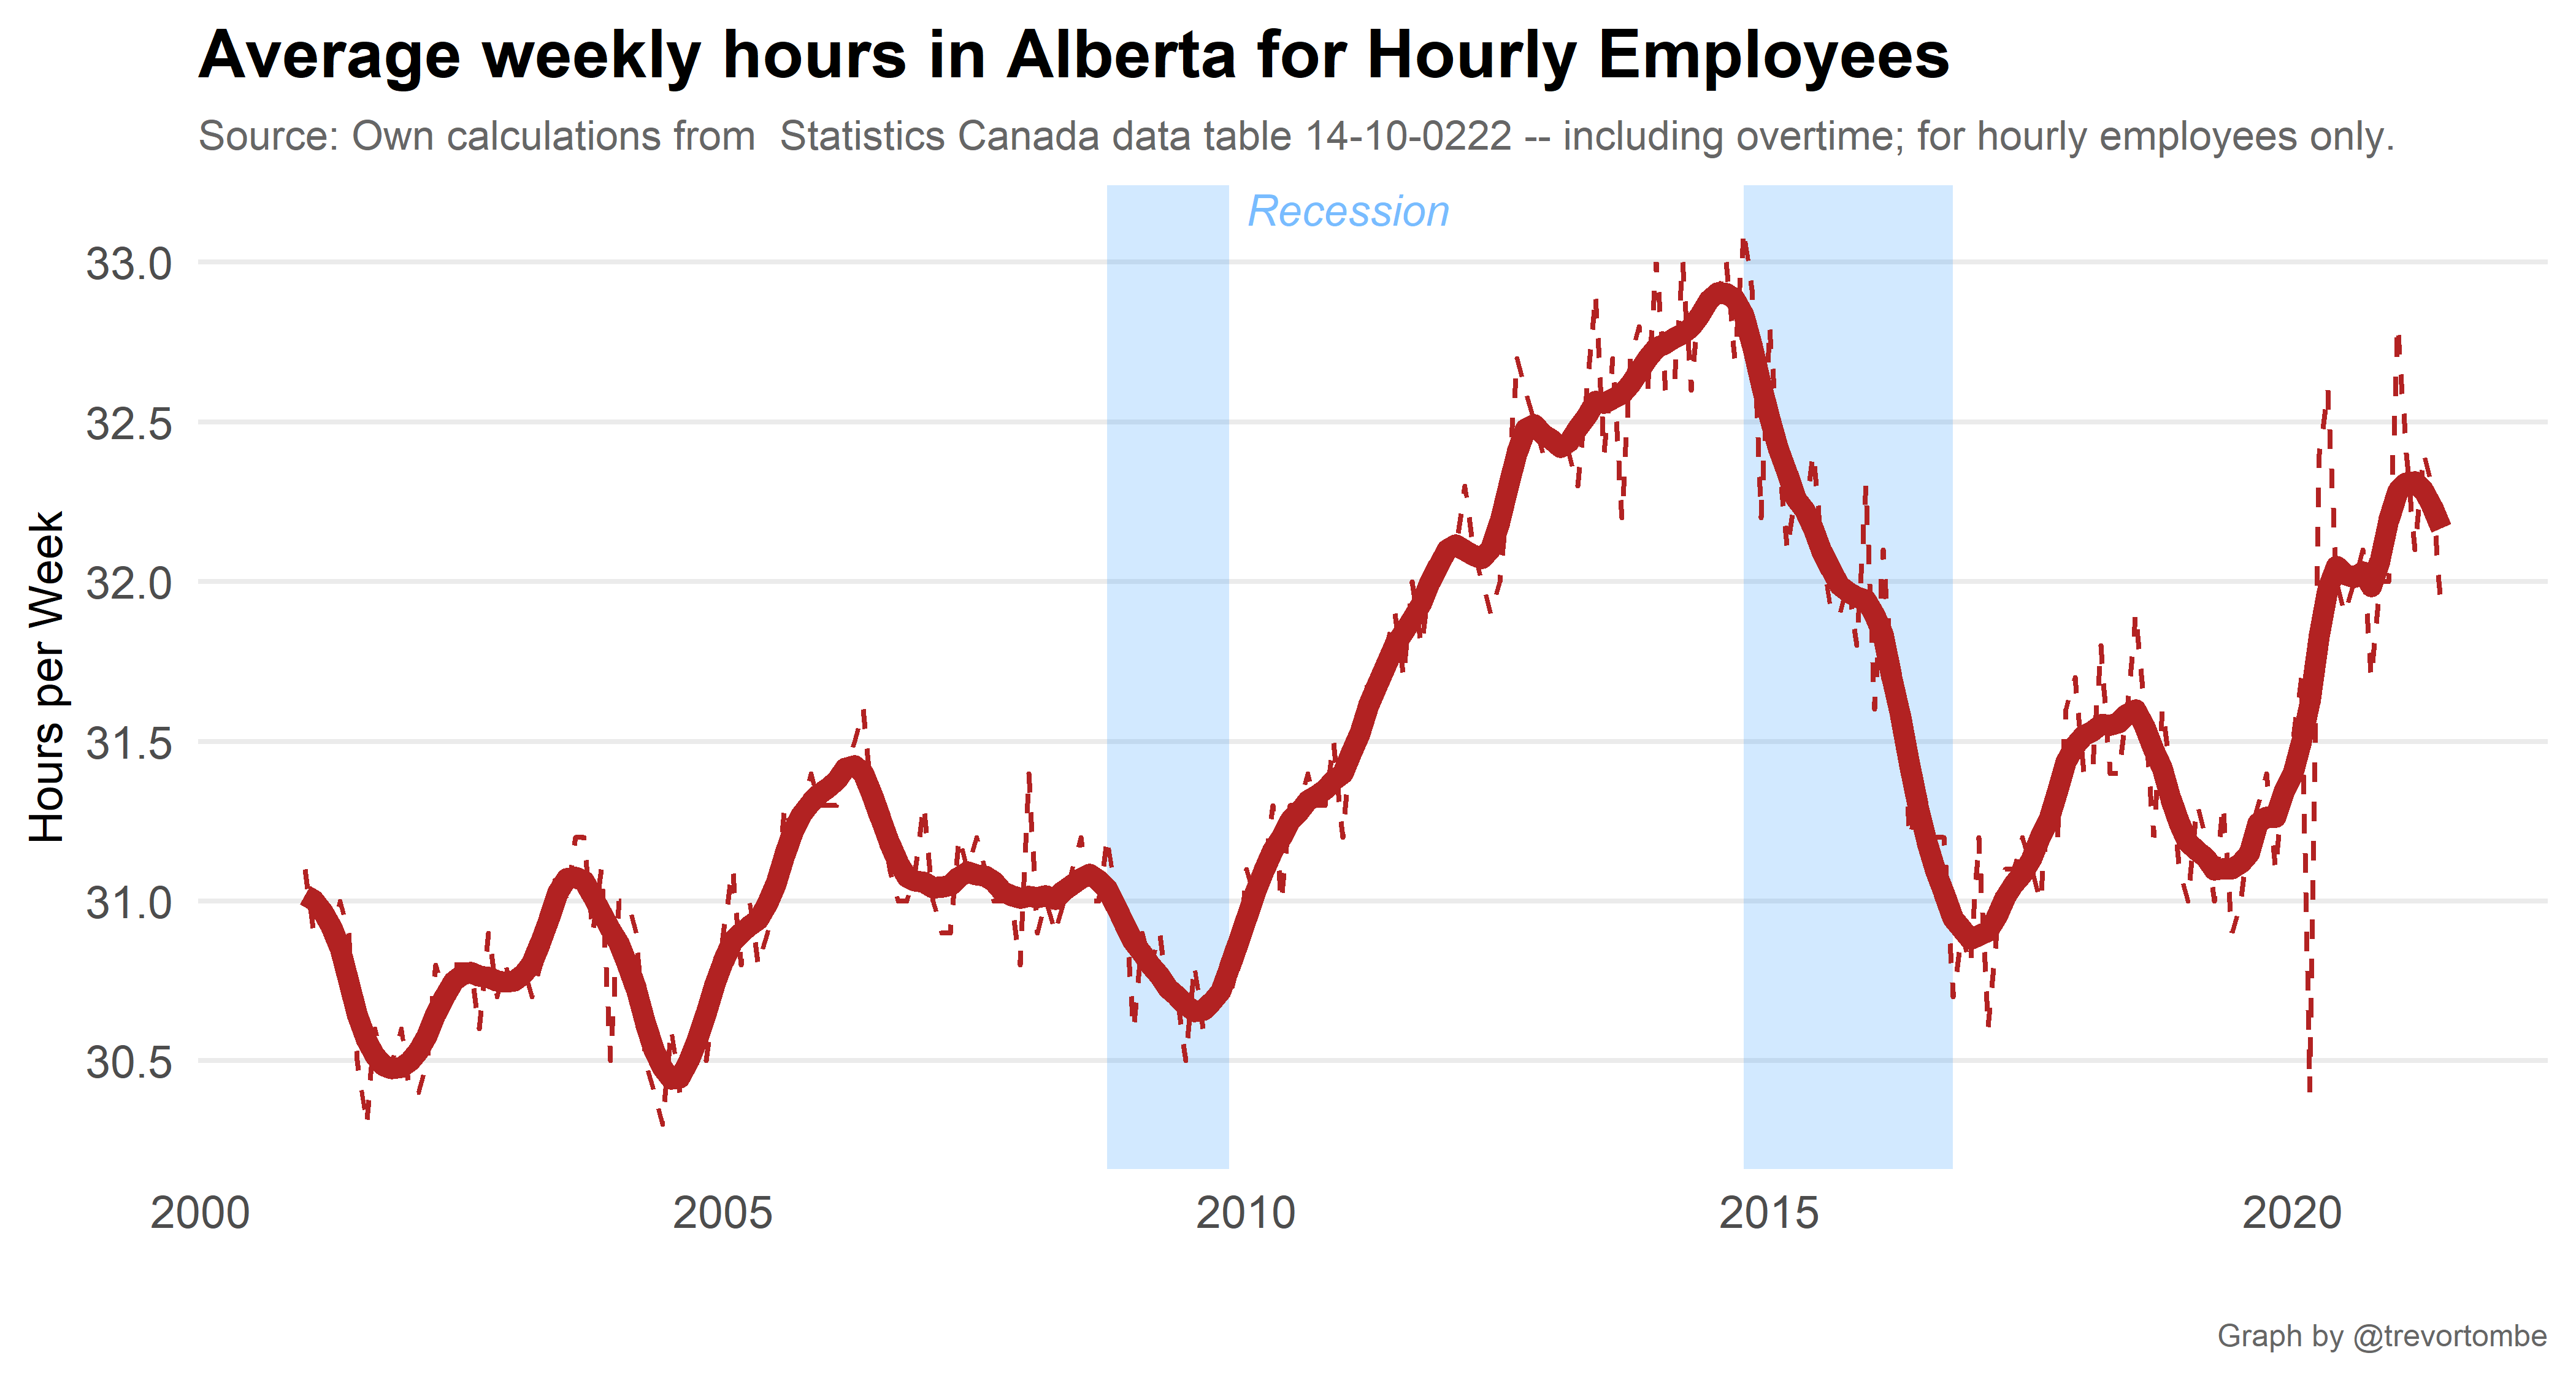 Average weekly hours in Alberta for Hourly Employees
Source: Own calculations from  Statistics Canada data table 14-10-0222 -- including overtime; for hourly employees only.
Recession
33.0
32.5
32.0
31.5
31.0
30.5
Hours per Week
2000 2005 2010 2015 2020
Graph by @trevortombe